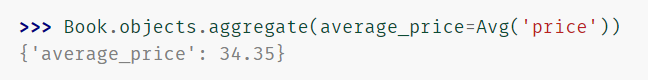 >>> Book.objects.aggregate(average_price=Avg('price'))
{'average_price': 34.35}